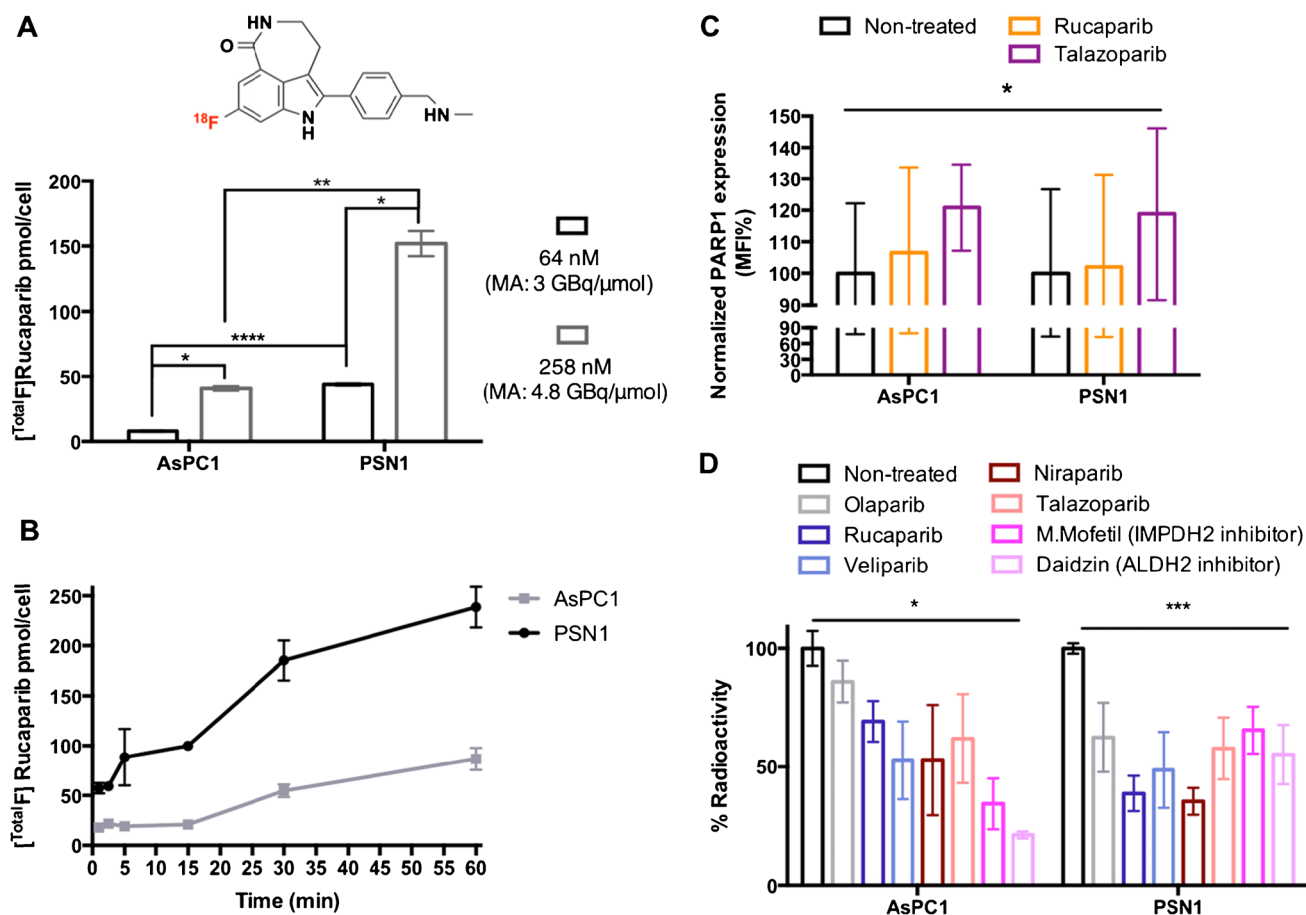 A
HN
O
18F
N
H
HN
[TotalF]Rucaparib pmol/cell
200
150
100
50
0
**
*
****
*
AsPC1
PSN1
64 nM
(MA: 3 GBq/µmol)
258 nM
(MA: 4.8 GBq/µmol)
B
[TotalF] Rucaparib pmol/cell
250
200
150
100
50
0
0 5 10 15 20 25 30 35 40 45 50 55 60
Time (min)
AsPC1
PSN1
C
Non-treated
Rucaparib
Talazoparib
*
Normalized PARP1 expression
(MFI%)
150
140
130
120
110
100
90
90
60
30
0
AsPC1
PSN1
D
Non-treated
Olaparib
Rucaparib
Veliparib
Niraparib
Talazoparib
M.Mofetil (IMPDH2 inhibitor)
Daidzin (ALDH2 inhibitor)
*
***
% Radioactivity
100
50
0
AsPC1
PSN1